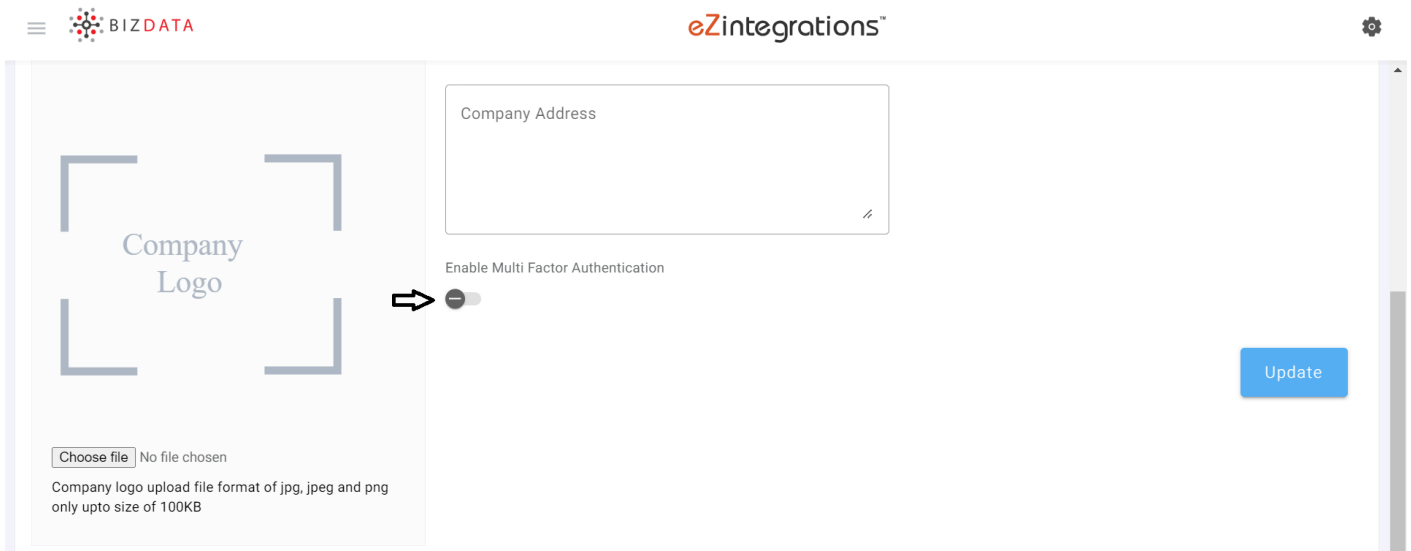 BIZDATA
eZintegrations™
Company Address
Company
Logo
Enable Multi Factor Authentication
Update
Choose file No file chosen
Company logo upload file format of jpg, jpeg and png
only upto size of 100KB